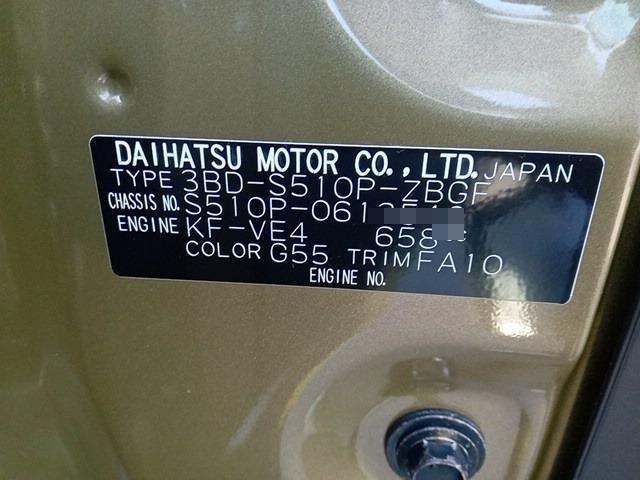 DAIHATSU MOTOR CO.,LTD. JAPAN
TYPE 3BD-S510P-ZBGF
CHASSIS NO. S510P-061
ENGINE KF-VE4 658
COLOR G55 TRIM FA10
ENGINE NO.